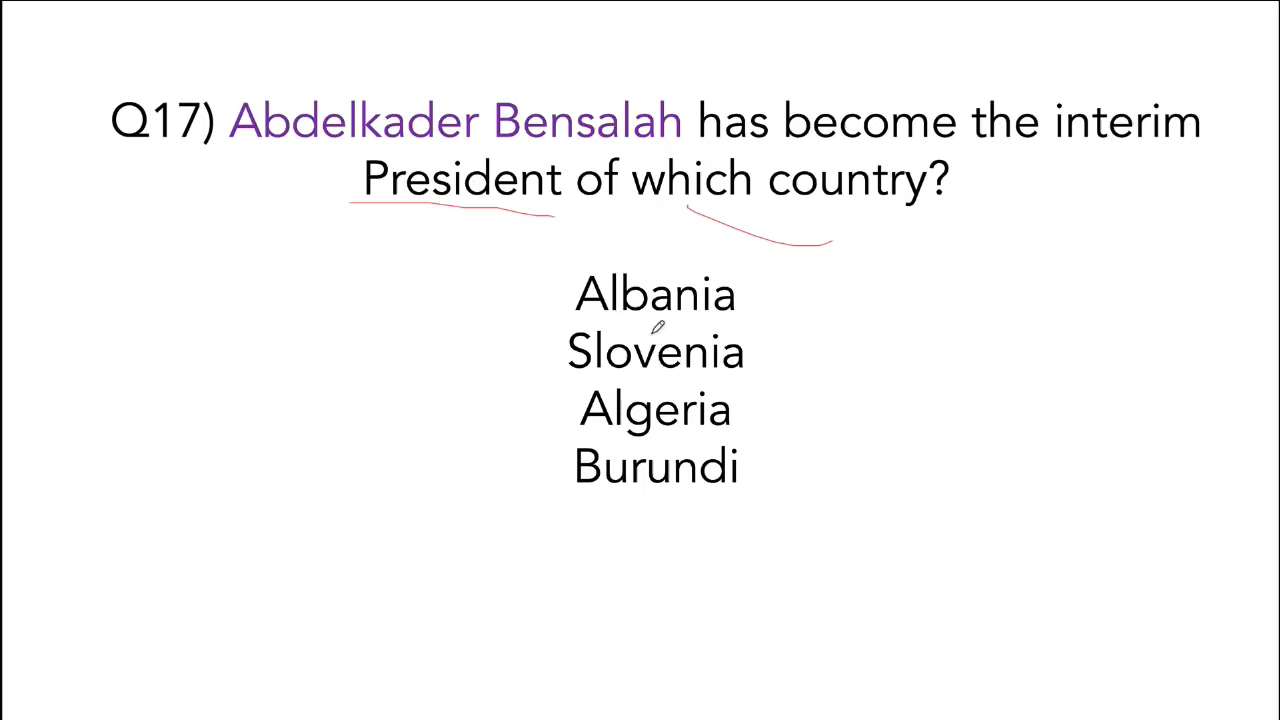 Q17) Abdelkader Bensalah has become the interim
President of which country?
Albania
Slovenia
Algeria
Burundi